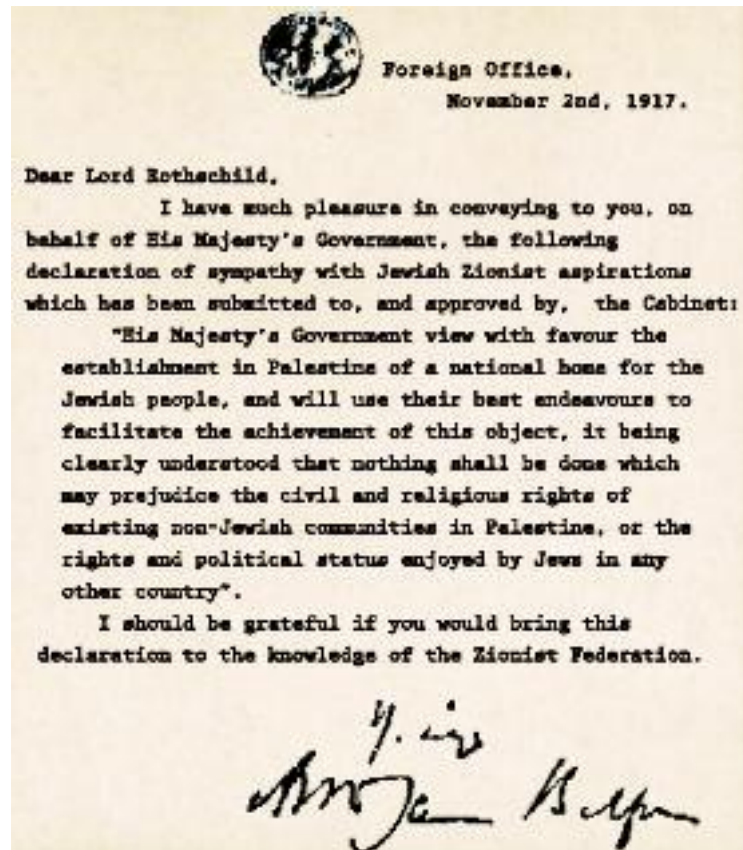 Foreign Office,
November 2nd, 1917.
Dear Lord Rothschild,
I have much pleasure in conveying to you, on
behalf of His Majesty's Government, the following
declaration of sympathy with Jewish Zionist aspirations
which has been submitted to, and approved by, the Cabinet:
"His Majesty's Government view with favour the
establishment in Palestine of a national home for the
Jewish people, and will use their best endeavours to
facilitate the achievement of this object, it being
clearly understood that nothing shall be done which
may prejudice the civil and religious rights of
existing non-Jewish communities in Palestine, or the
rights and political status enjoyed by Jews in any
other country".
I should be grateful if you would bring this
declaration to the knowledge of the Zionist Federation.